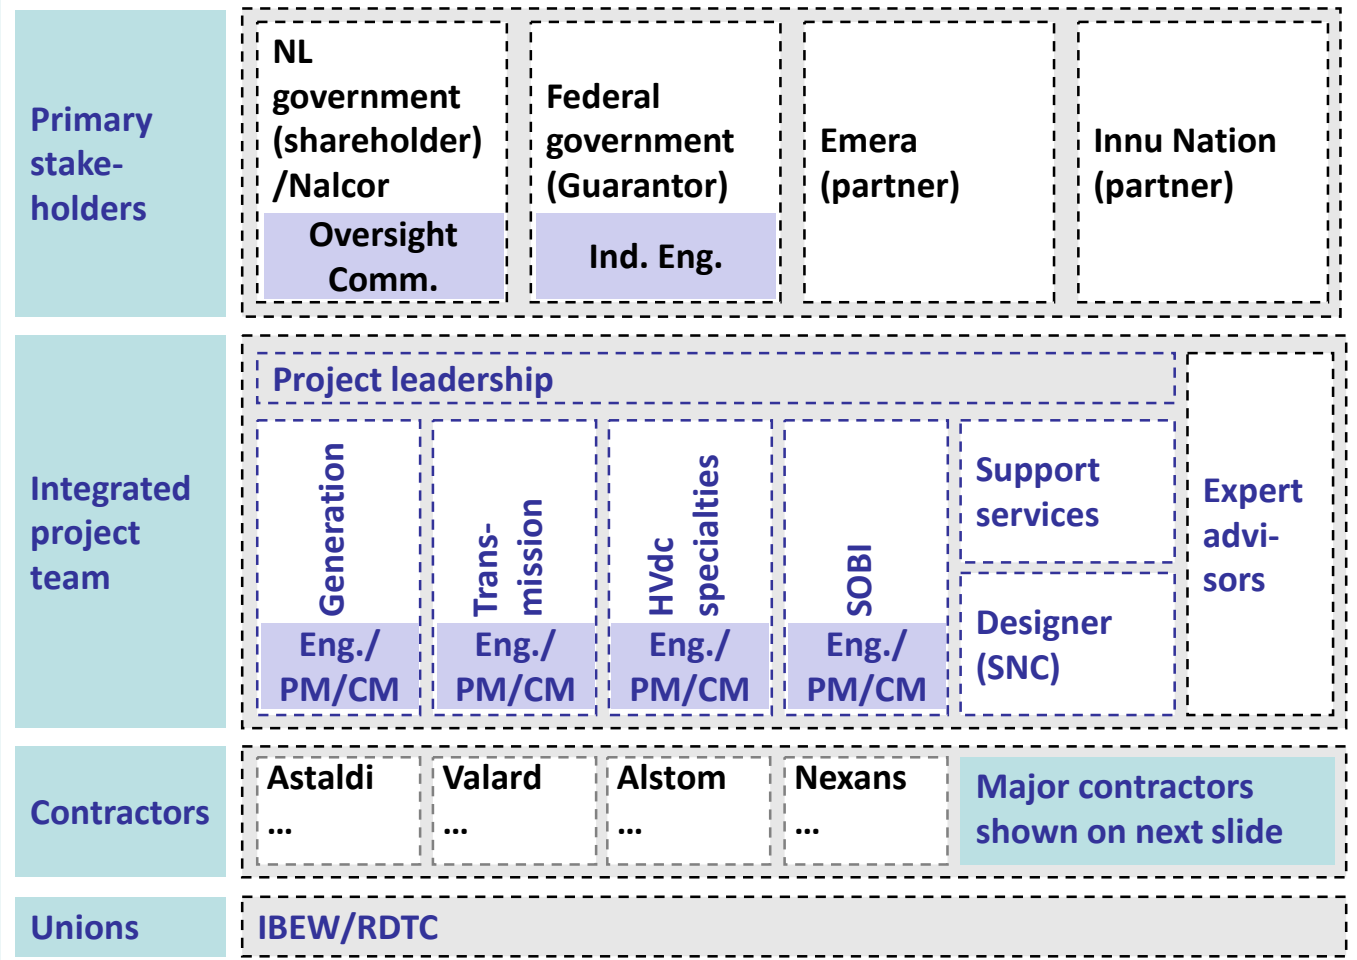 Primary
stake-
holders
NL
government
(shareholder)
/Nalcor
Oversight
Comm.
Federal
government
(Guarantor)
Ind. Eng.
Emera
(partner)
Innu Nation
(partner)
Integrated
project
team
Project leadership
Generation
Eng./
PM/CM
Trans-
mission
Eng./
PM/CM
HVdc
specialties
Eng./
PM/CM
SOBI
Eng./
PM/CM
Support
services
Designer
(SNC)
Expert
advi-
sors
Contractors
Astaldi
...
Valard
...
Alstom
...
Nexans
...
Major contractors
shown on next slide
Unions
IBEW/RDTC